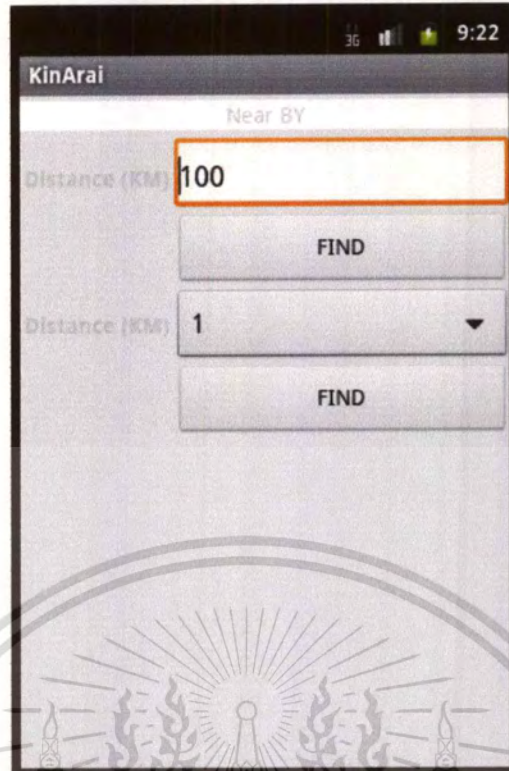 3G 9:22
KinArai
Near BY
Distance (KM) 100
FIND
Distance (KM) 1
FIND